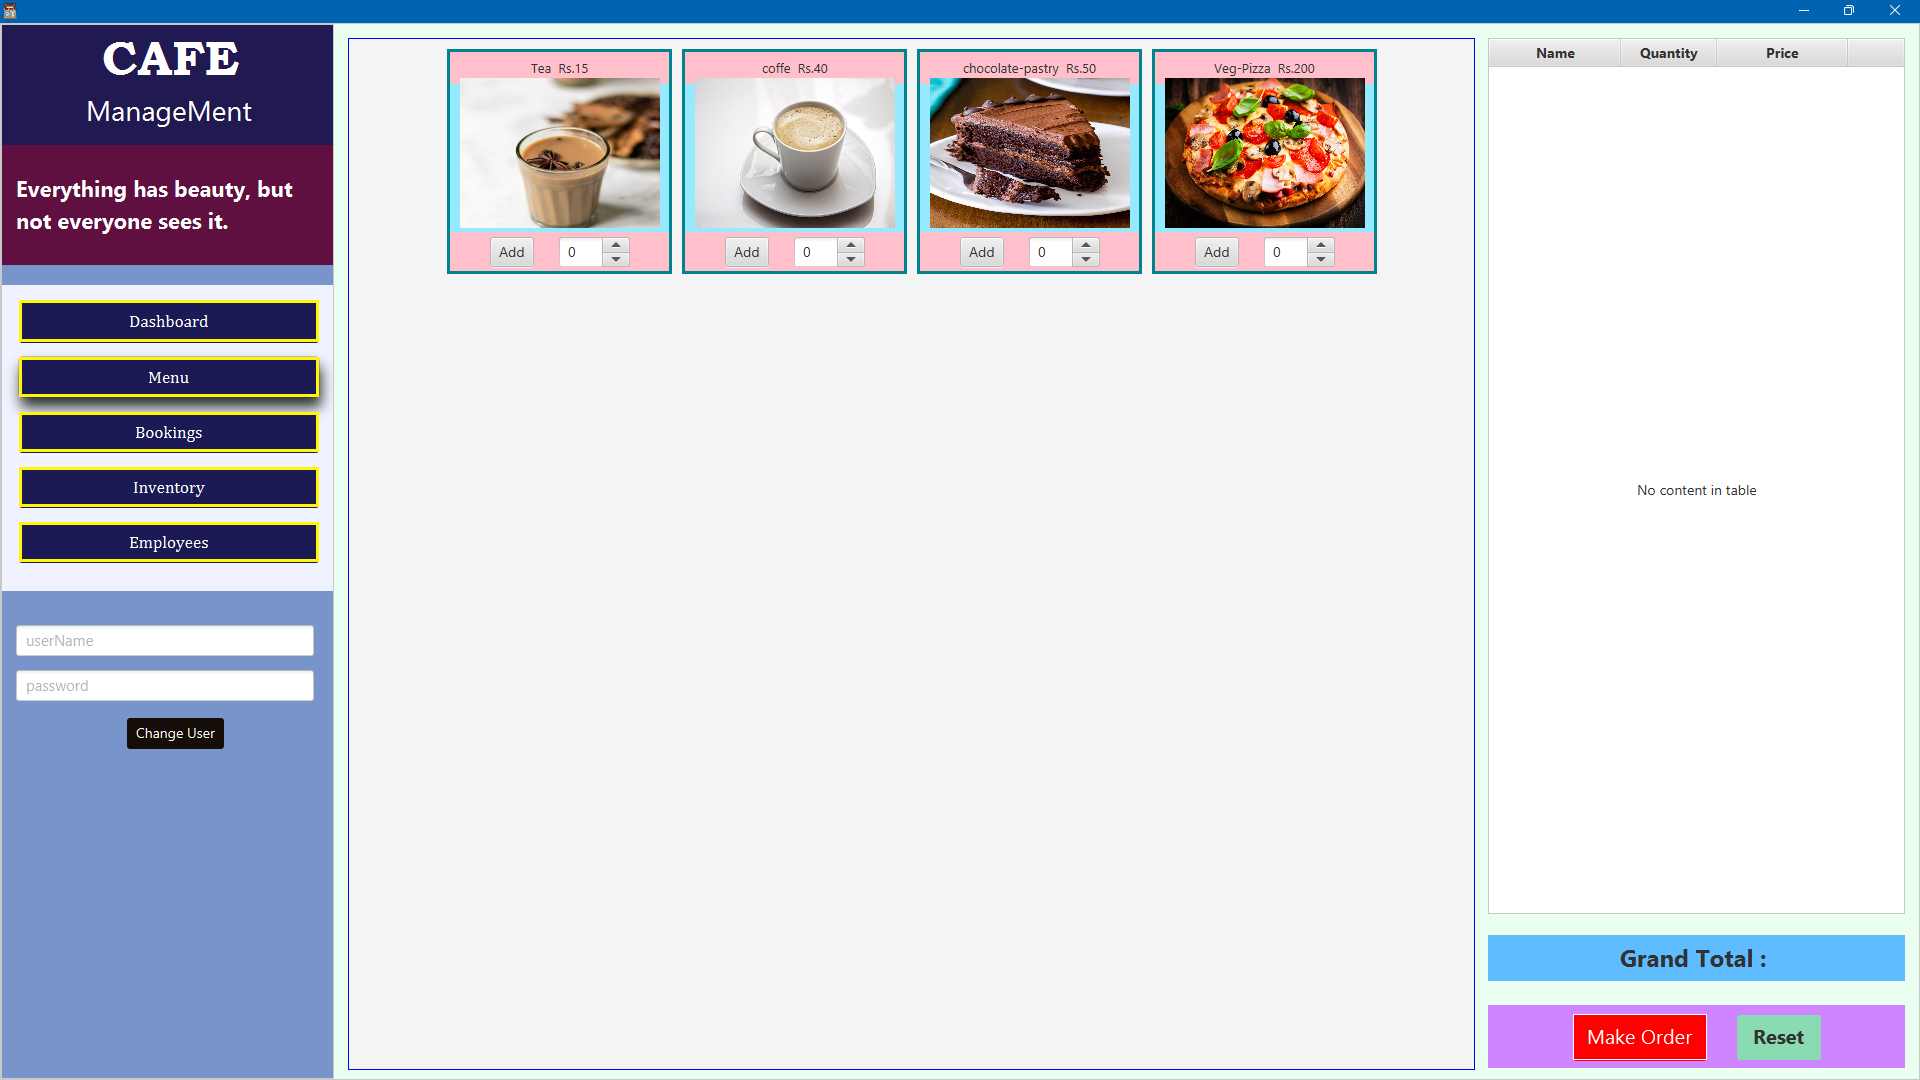 CAFE
ManageMent
Everything has beauty, but
not everyone sees it.
Dashboard
Menu
Bookings
Inventory
Employees
userName
password
Change User
Tea Rs.15
Add 0
coffe Rs.40
Add 0
chocolate-pastry Rs.50
Add 0
Veg-Pizza Rs.200
Add 0
Name Quantity Price
No content in table
Grand Total :
Make Order Reset